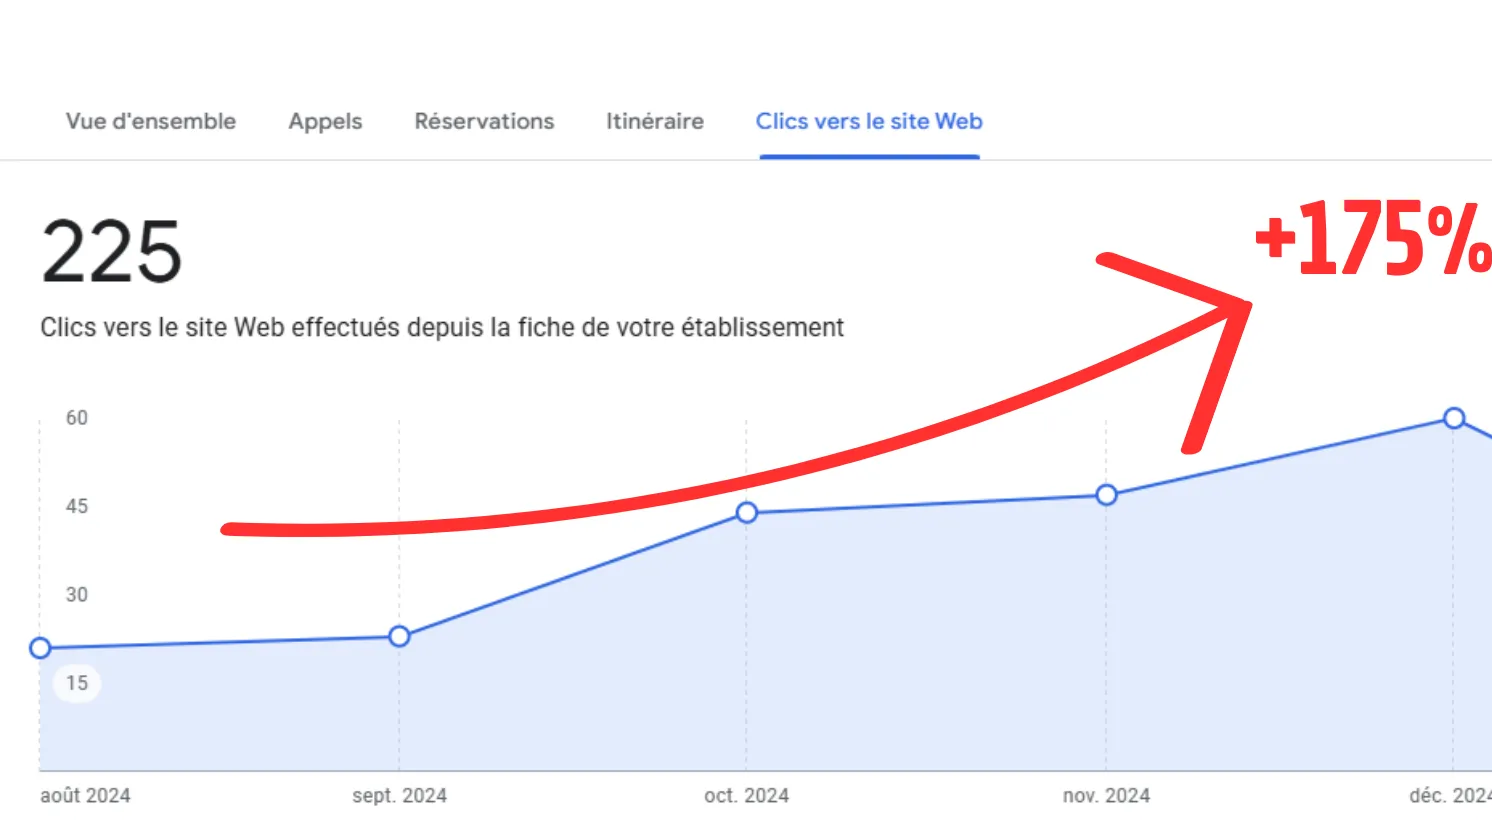 Vue d'ensemble Appels Réservations Itinéraire Clics vers le site Web
225
+175%
Clics vers le site Web effectués depuis la fiche de votre établissement
60
45
30
15
août 2024 sept. 2024 oct. 2024 nov. 2024 déc. 2024